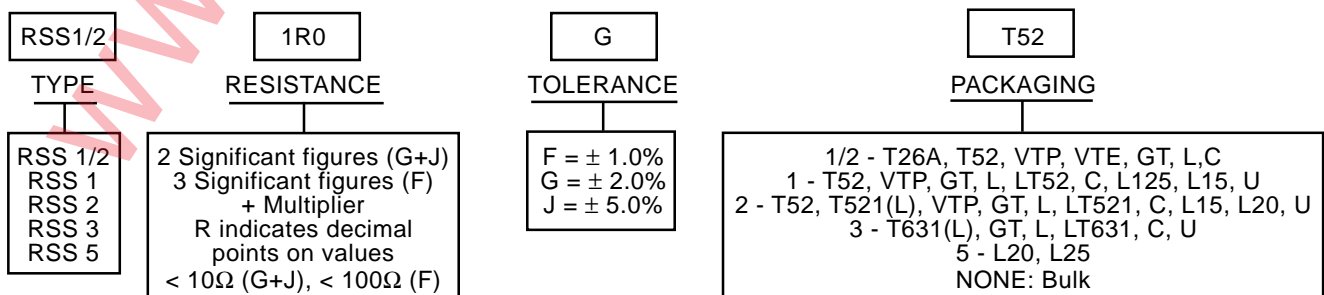 RSS1/2 1R0 G T52
TYPE RESISTANCE TOLERANCE PACKAGING
RSS 1/2
RSS 1
RSS 2
RSS 3
RSS 5
2 Significant figures (G+J)
3 Significant figures (F)
+ Multiplier
R indicates decimal
points on values
< 10Ω (G+J), < 100Ω (F)
F = ± 1.0%
G = ± 2.0%
J = ± 5.0%
1/2 - T26A, T52, VTP, VTE, GT, L,C
1 - T52, VTP, GT, L, LT52, C, L125, L15, U
2 - T52, T521(L), VTP, GT, L, LT521, C, L15, L20, U
3 - T631(L), GT, L, LT631, C, U
5 - L20, L25
NONE: Bulk